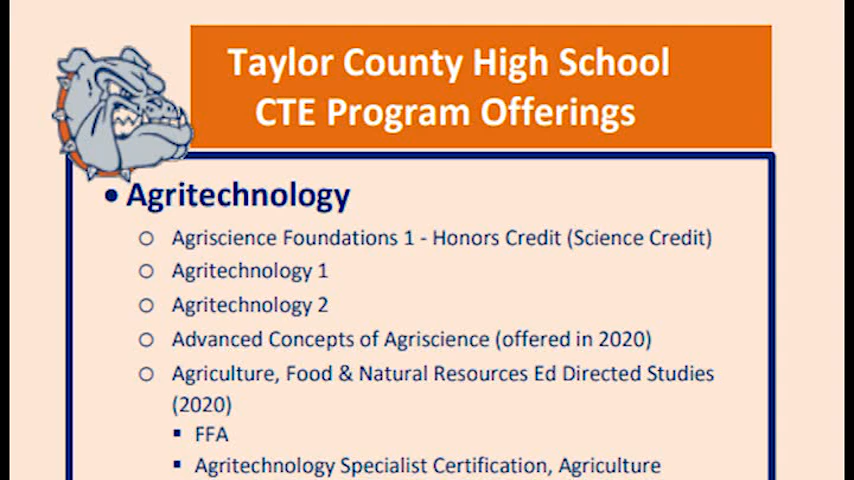 Taylor County High School
CTE Program Offerings
• Agritechnology
o Agriscience Foundations 1 - Honors Credit (Science Credit)
o Agritechnology 1
o Agritechnology 2
o Advanced Concepts of Agriscience (offered in 2020)
o Agriculture, Food & Natural Resources Ed Directed Studies
(2020)
▪ FFA
▪ Agritechnology Specialist Certification, Agriculture